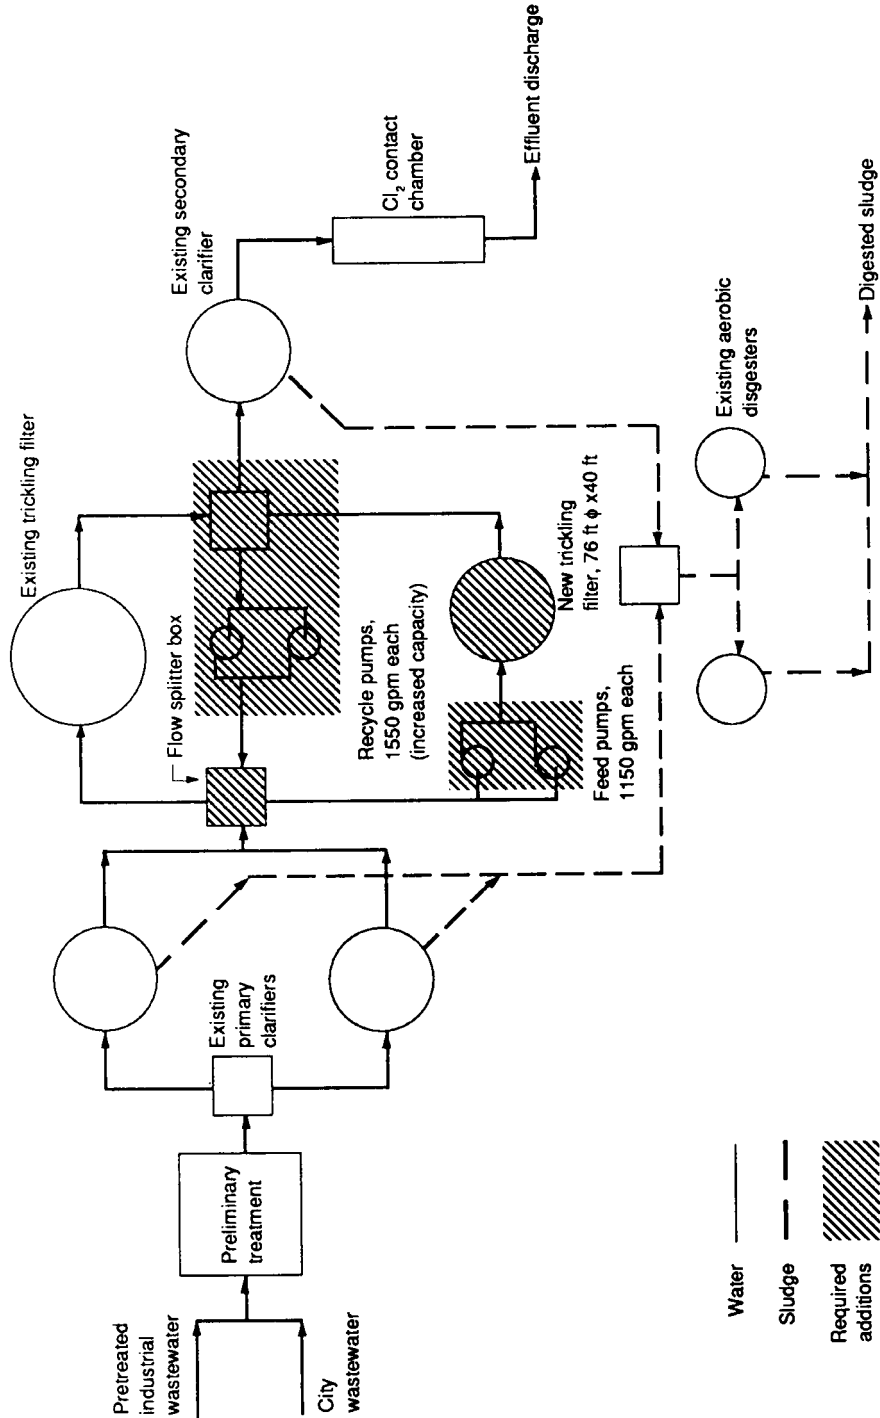 Pretreated
industrial
wastewater
City
wastewater
Preliminary
treatment
Existing
primary
clarifiers
Flow splitter box
Existing trickling filter
Recycle pumps,
1550 gpm each
(increased capacity)
Feed pumps,
1150 gpm each
New trickling
filter, 76 ft ϕ x40 ft
Existing secondary
clarifier
Cl₂ contact
chamber
Effluent discharge
Existing aerobic
disgesters
Digested sludge
Water
Sludge
Required
additions